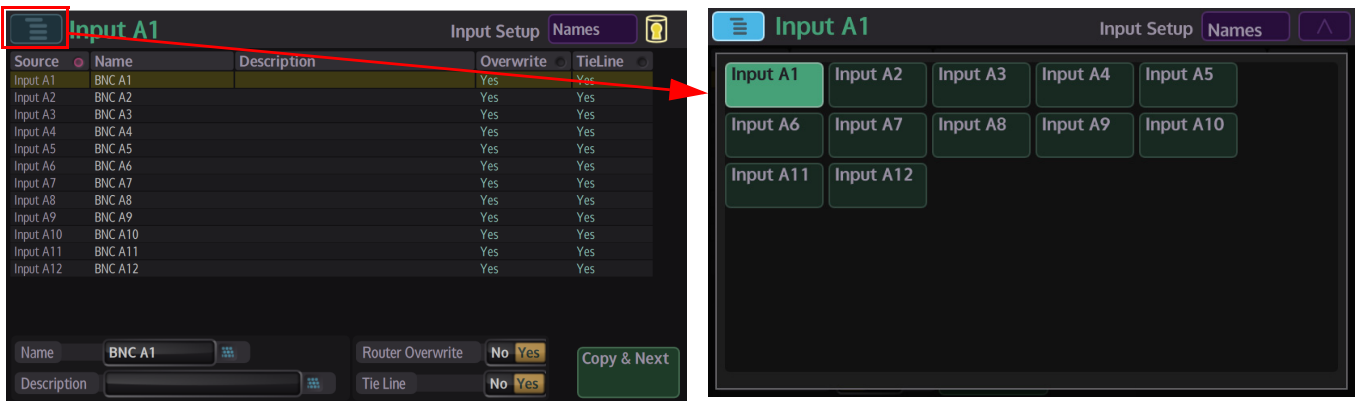 Input A1 Input Setup Names
Source Name Description Overwrite TieLine
Input A1 BNC A1 Yes Yes
Input A2 BNC A2 Yes Yes
Input A3 BNC A3 Yes Yes
Input A4 BNC A4 Yes Yes
Input A5 BNC A5 Yes Yes
Input A6 BNC A6 Yes Yes
Input A7 BNC A7 Yes Yes
Input A8 BNC A8 Yes Yes
Input A9 BNC A9 Yes Yes
Input A10 BNC A10 Yes Yes
Input A11 BNC A11 Yes Yes
Input A12 BNC A12 Yes Yes
Name BNC A1 Router Overwrite No Yes
Description Tie Line No Yes
Copy & Next
Input A1 Input Setup Names
Input A1 Input A2 Input A3 Input A4 Input A5
Input A6 Input A7 Input A8 Input A9 Input A10
Input A11 Input A12